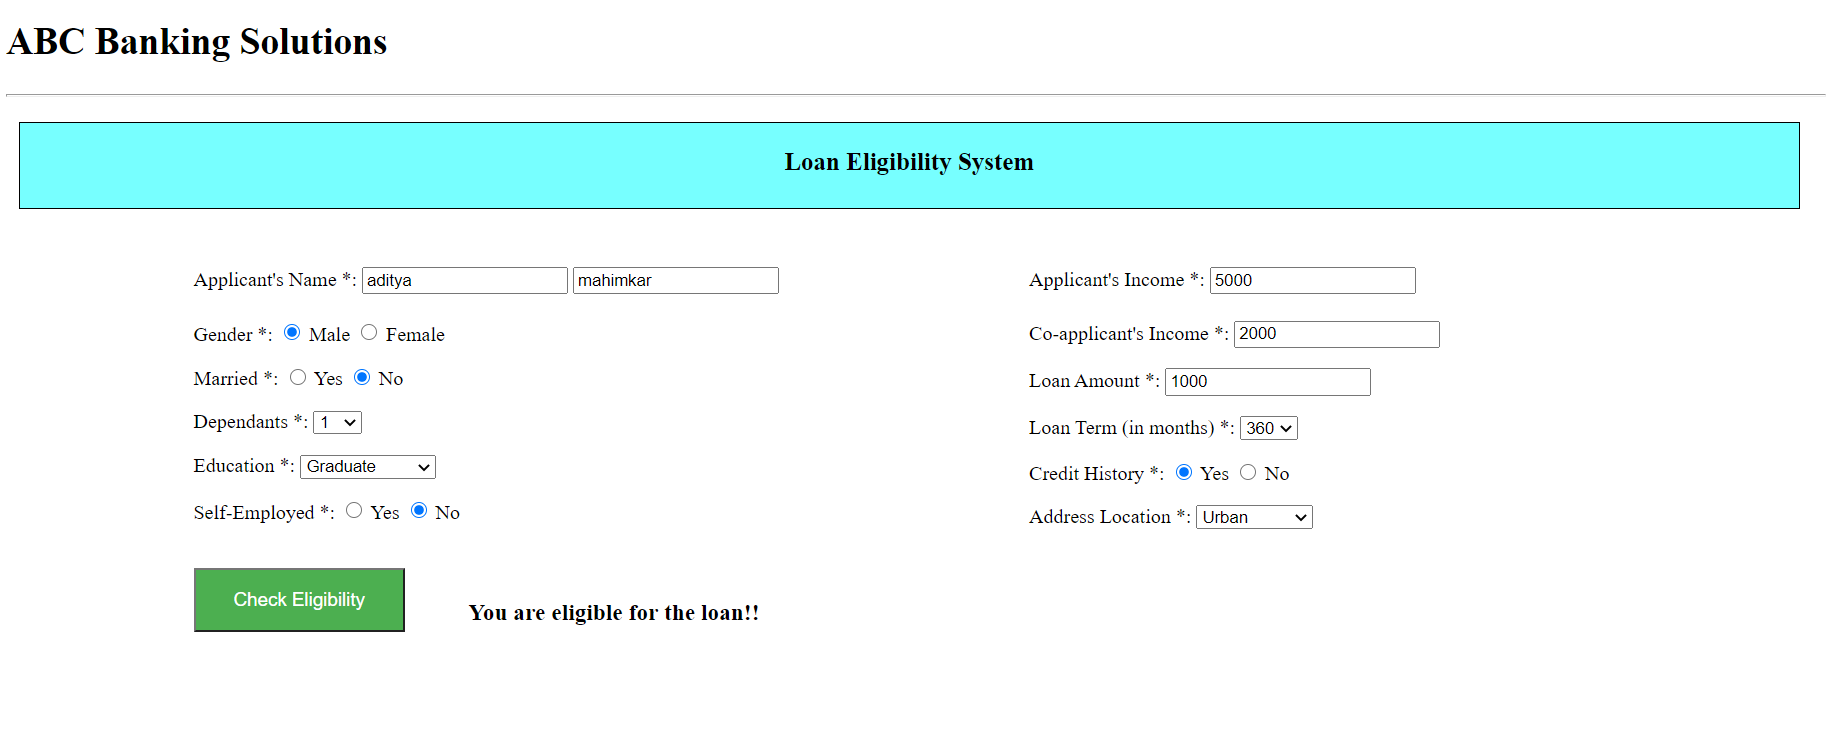 ABC Banking Solutions
Loan Eligibility System
Applicant's Name *: aditya mahimkar
Gender *: Male Female
Married *: Yes No
Dependants *: 1
Education *: Graduate
Self-Employed *: Yes No
Applicant's Income *: 5000
Co-applicant's Income *: 2000
Loan Amount *: 1000
Loan Term (in months) *: 360
Credit History *: Yes No
Address Location *: Urban
Check Eligibility
You are eligible for the loan!!